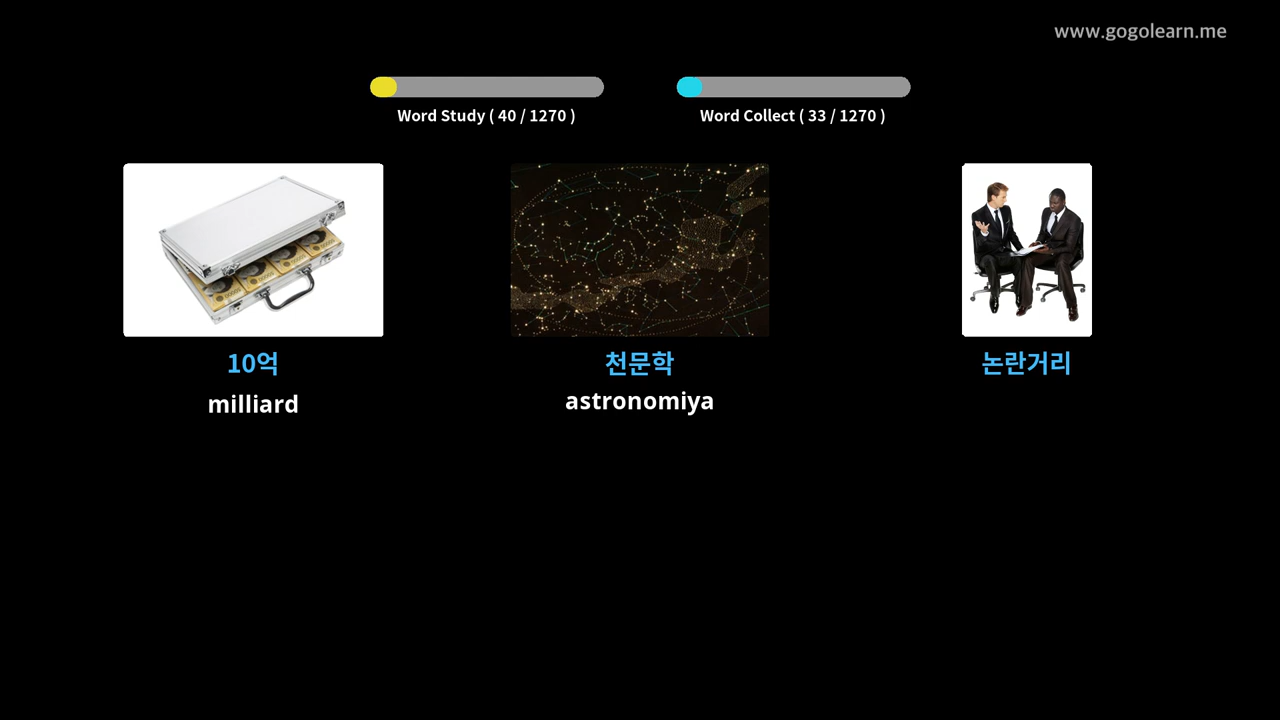 www.gogolearn.me
Word Study ( 40 / 1270 )
Word Collect ( 33 / 1270 )
10억
천문학
논란거리
milliard
astronomiya